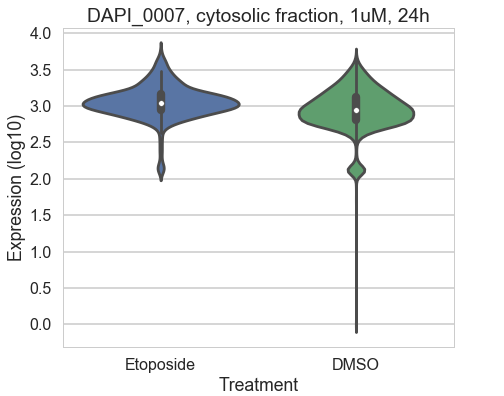 DAPI_0007, cytosolic fraction, 1uM, 24h
4.0
3.5
3.0
2.5
2.0
1.5
1.0
0.5
0.0
Expression (log10)
Etoposide
DMSO
Treatment